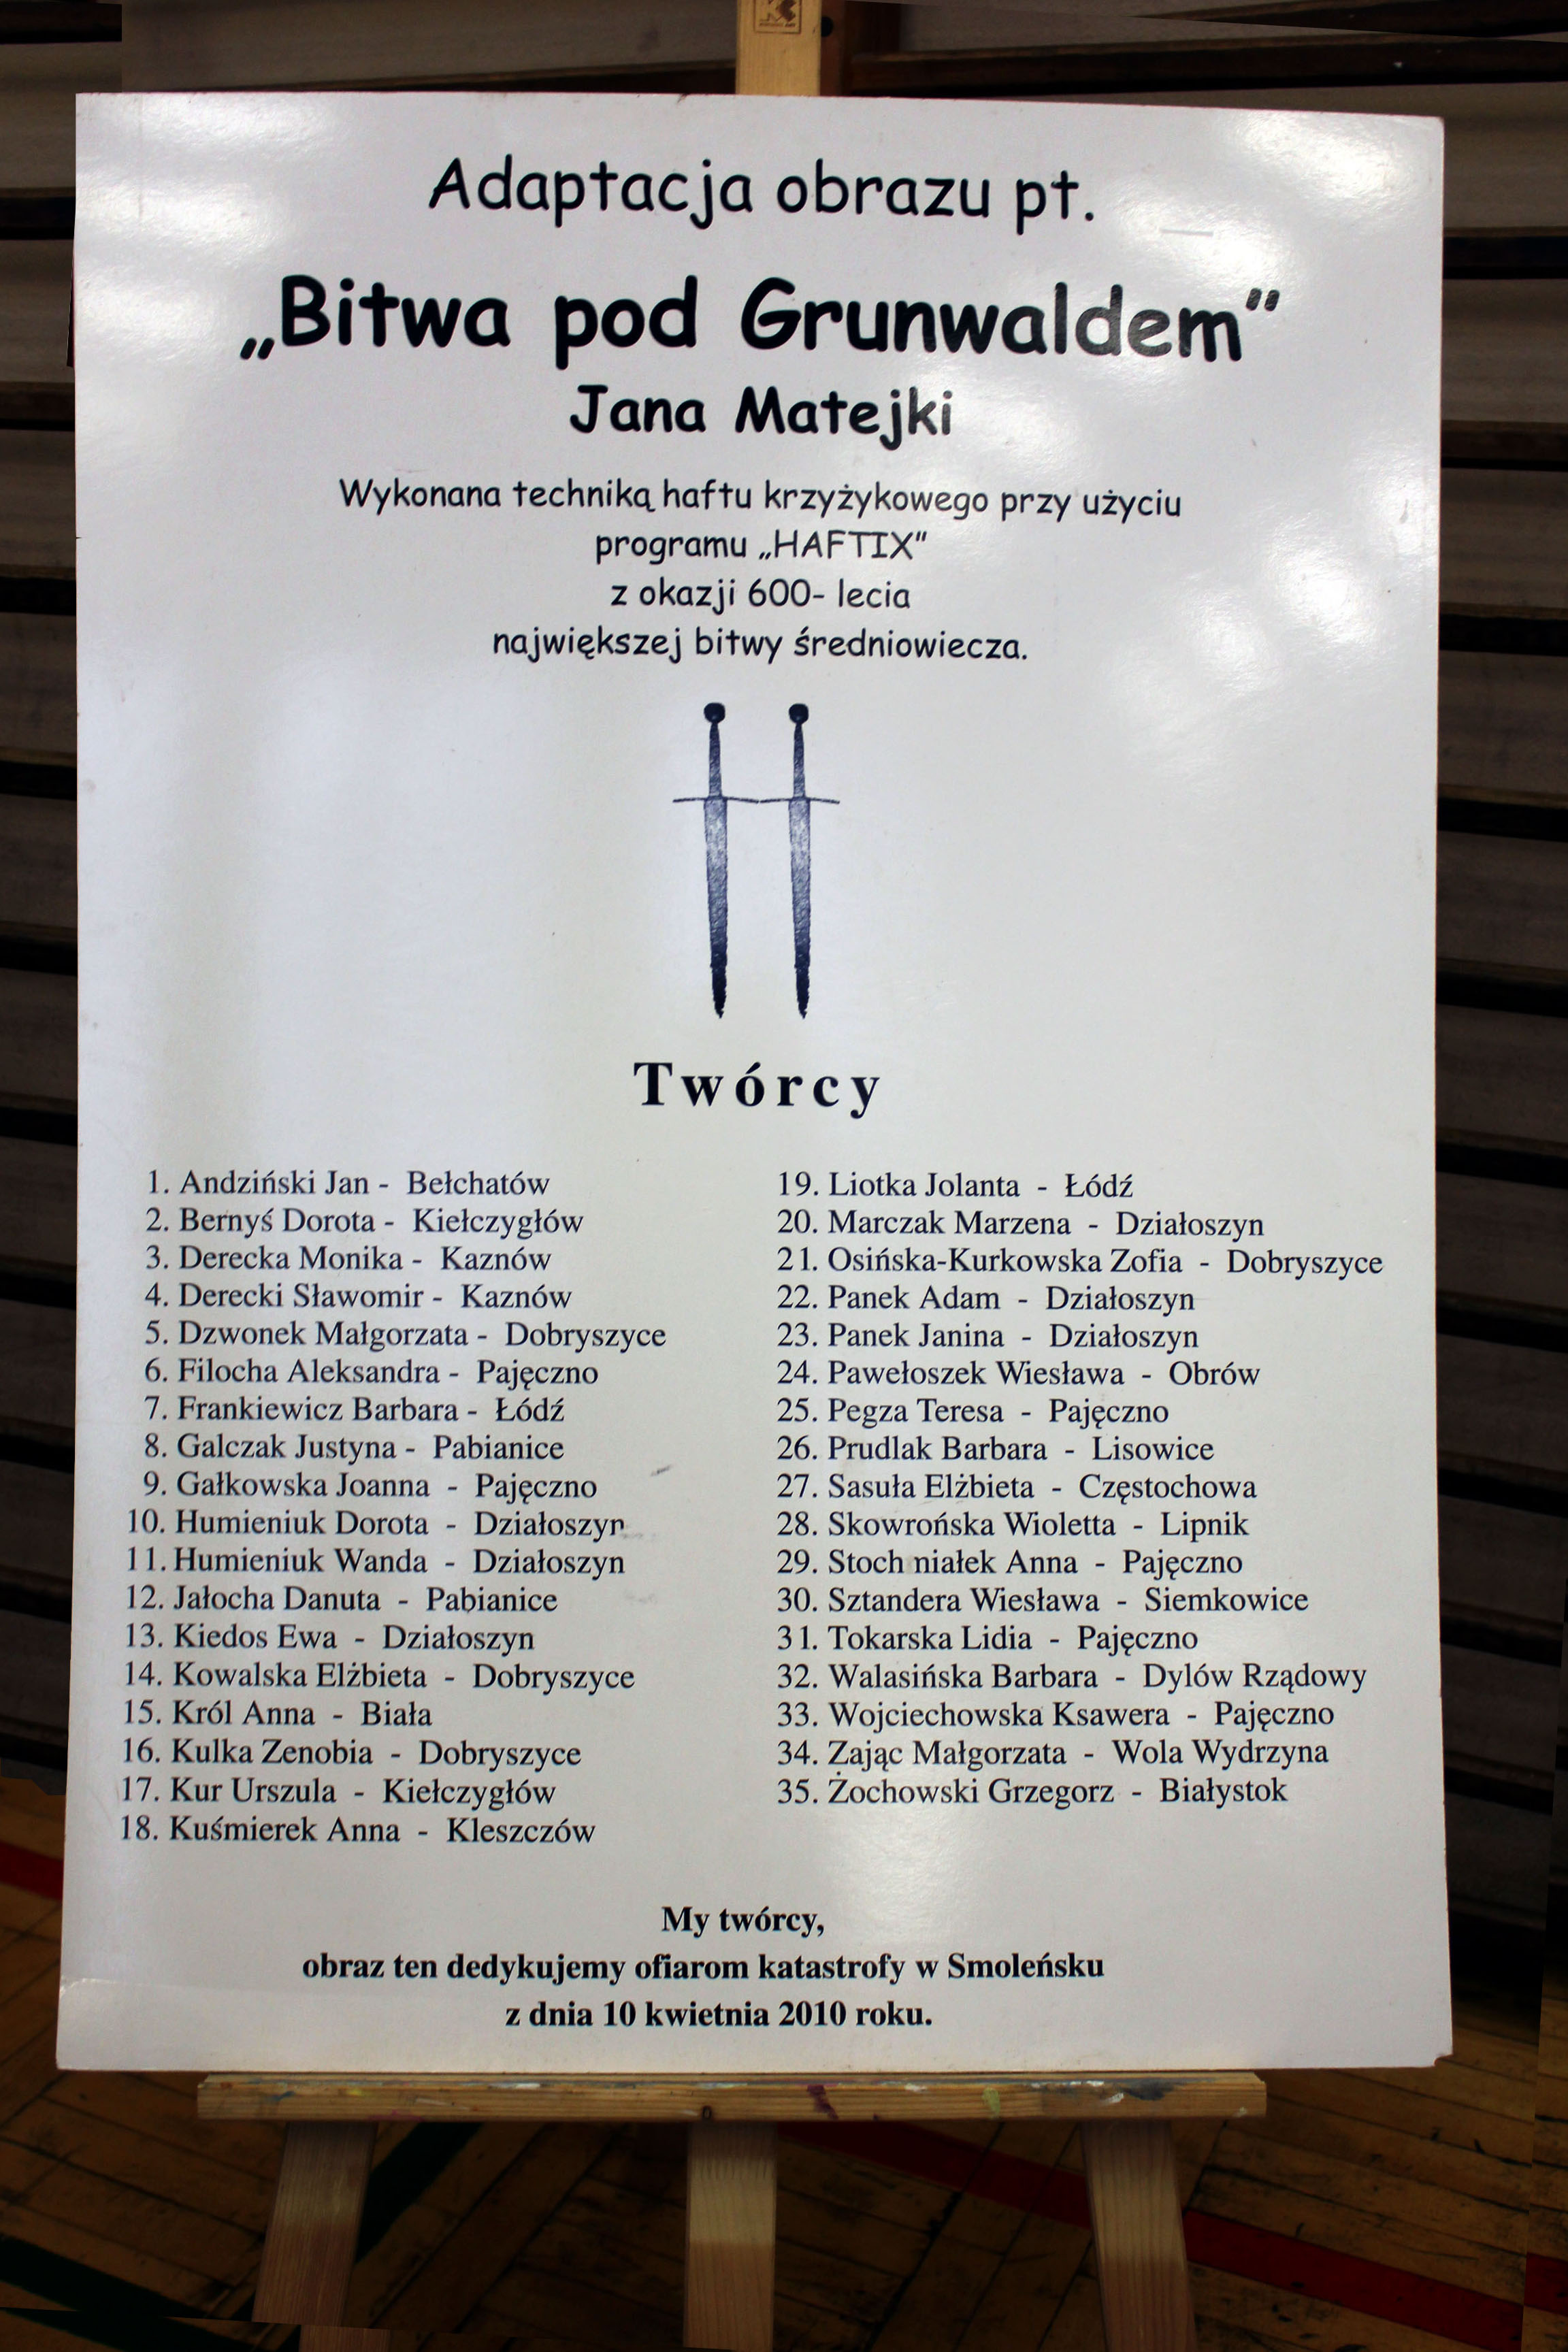 Adaptacja obrazu pt.
„Bitwa pod Grunwaldem”
Jana Matejki
Wykonana techniką haftu krzyżykowego przy użyciu
programu „HAFTIX”
z okazji 600- lecia
największej bitwy średniowiecza.
Twórcy
1. Andziński Jan - Bełchatów
2. Bernyś Dorota - Kiełczygłów
3. Derecka Monika - Kaznów
4. Derecki Sławomir - Kaznów
5. Dzwonek Małgorzata - Dobryszyce
6. Filocha Aleksandra - Pajęczno
7. Frankiewicz Barbara - Łódź
8. Galczak Justyna - Pabianice
9. Gałkowska Joanna - Pajęczno
10. Humieniuk Dorota - Działoszyn
11. Humieniuk Wanda - Działoszyn
12. Jałocha Danuta - Pabianice
13. Kiedos Ewa - Działoszyn
14. Kowalska Elżbieta - Dobryszyce
15. Król Anna - Biała
16. Kulka Zenobia - Dobryszyce
17. Kur Urszula - Kiełczygłów
18. Kuśmierek Anna - Kleszczów
19. Liotka Jolanta - Łódź
20. Marczak Marzena - Działoszyn
21. Osińska-Kurkowska Zofia - Dobryszyce
22. Panek Adam - Działoszyn
23. Panek Janina - Działoszyn
24. Pawełoszek Wiesława - Obrów
25. Pegza Teresa - Pajęczno
26. Prudlak Barbara - Lisowice
27. Sasuła Elżbieta - Częstochowa
28. Skowrońska Wioletta - Lipnik
29. Stoch niałek Anna - Pajęczno
30. Sztandera Wiesława - Siemkowice
31. Tokarska Lidia - Pajęczno
32. Walasińska Barbara - Dylów Rządowy
33. Wojciechowska Ksawera - Pajęczno
34. Zając Małgorzata - Wola Wydrzyna
35. Żochowski Grzegorz - Białystok
My twórcy,
obraz ten dedykujemy ofiarom katastrofy w Smoleńsku
z dnia 10 kwietnia 2010 roku.